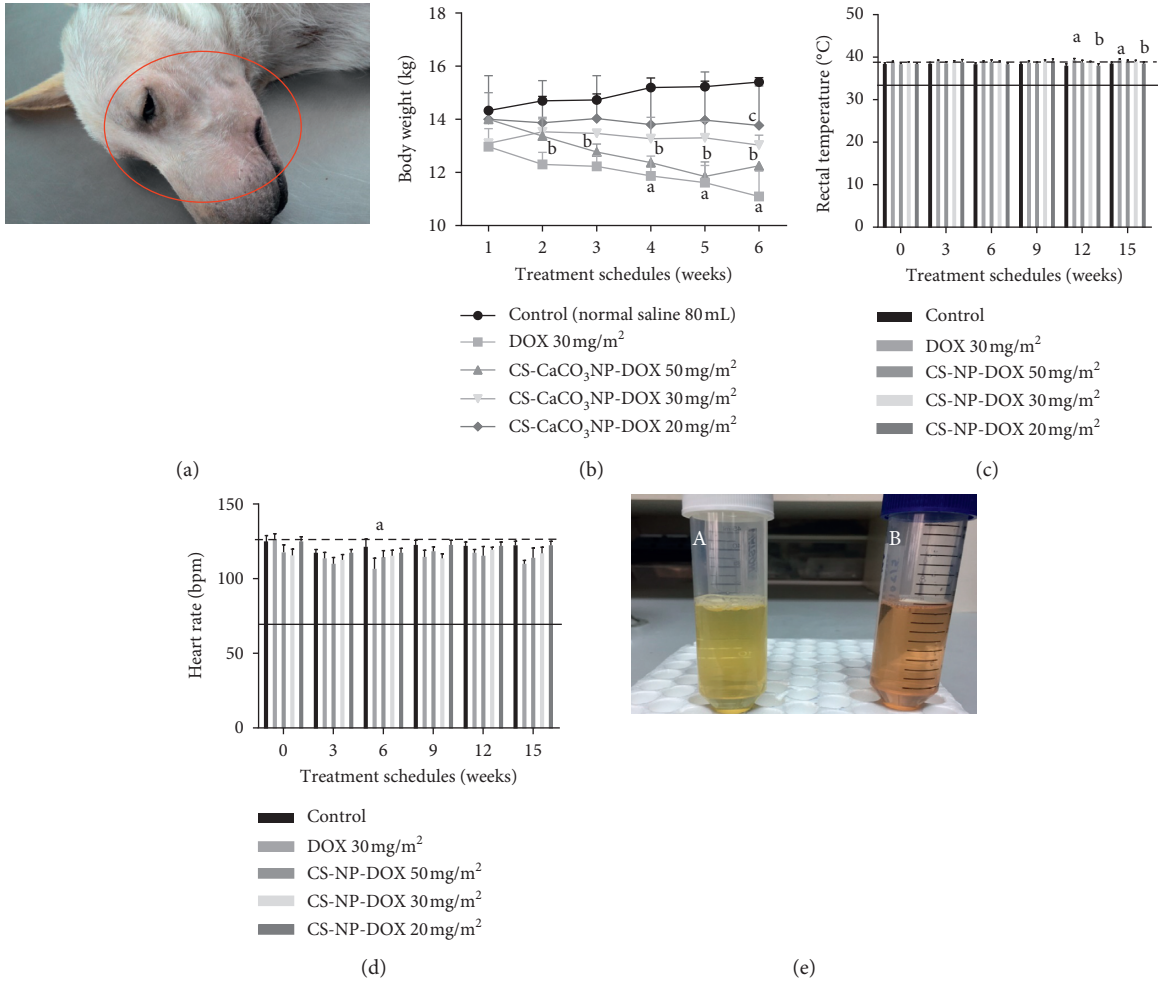 Body weight (kg)
16
14
12
10
b
b
b
b
b
c
a
a
a
1 2 3 4 5 6
Treatment schedules (weeks)
Control (normal saline 80 mL)
DOX 30 mg/m²
CS-CaCO₃NP-DOX 50 mg/m²
CS-CaCO₃NP-DOX 30 mg/m²
CS-CaCO₃NP-DOX 20 mg/m²
18
Rectal temperature (°C)
50
40
30
20
10
0
a b a b
0 3 6 9 12 15
Treatment schedules (weeks)
Control
DOX 30 mg/m²
CS-NP-DOX 50 mg/m²
CS-NP-DOX 30 mg/m²
CS-NP-DOX 20 mg/m²
(a)
(b)
(c)
Heart rate (bpm)
150
100
50
0
a
0 3 6 9 12 15
Treatment schedules (weeks)
Control
DOX 30 mg/m²
CS-NP-DOX 50 mg/m²
CS-NP-DOX 30 mg/m²
CS-NP-DOX 20 mg/m²
A
B
(d)
(e)